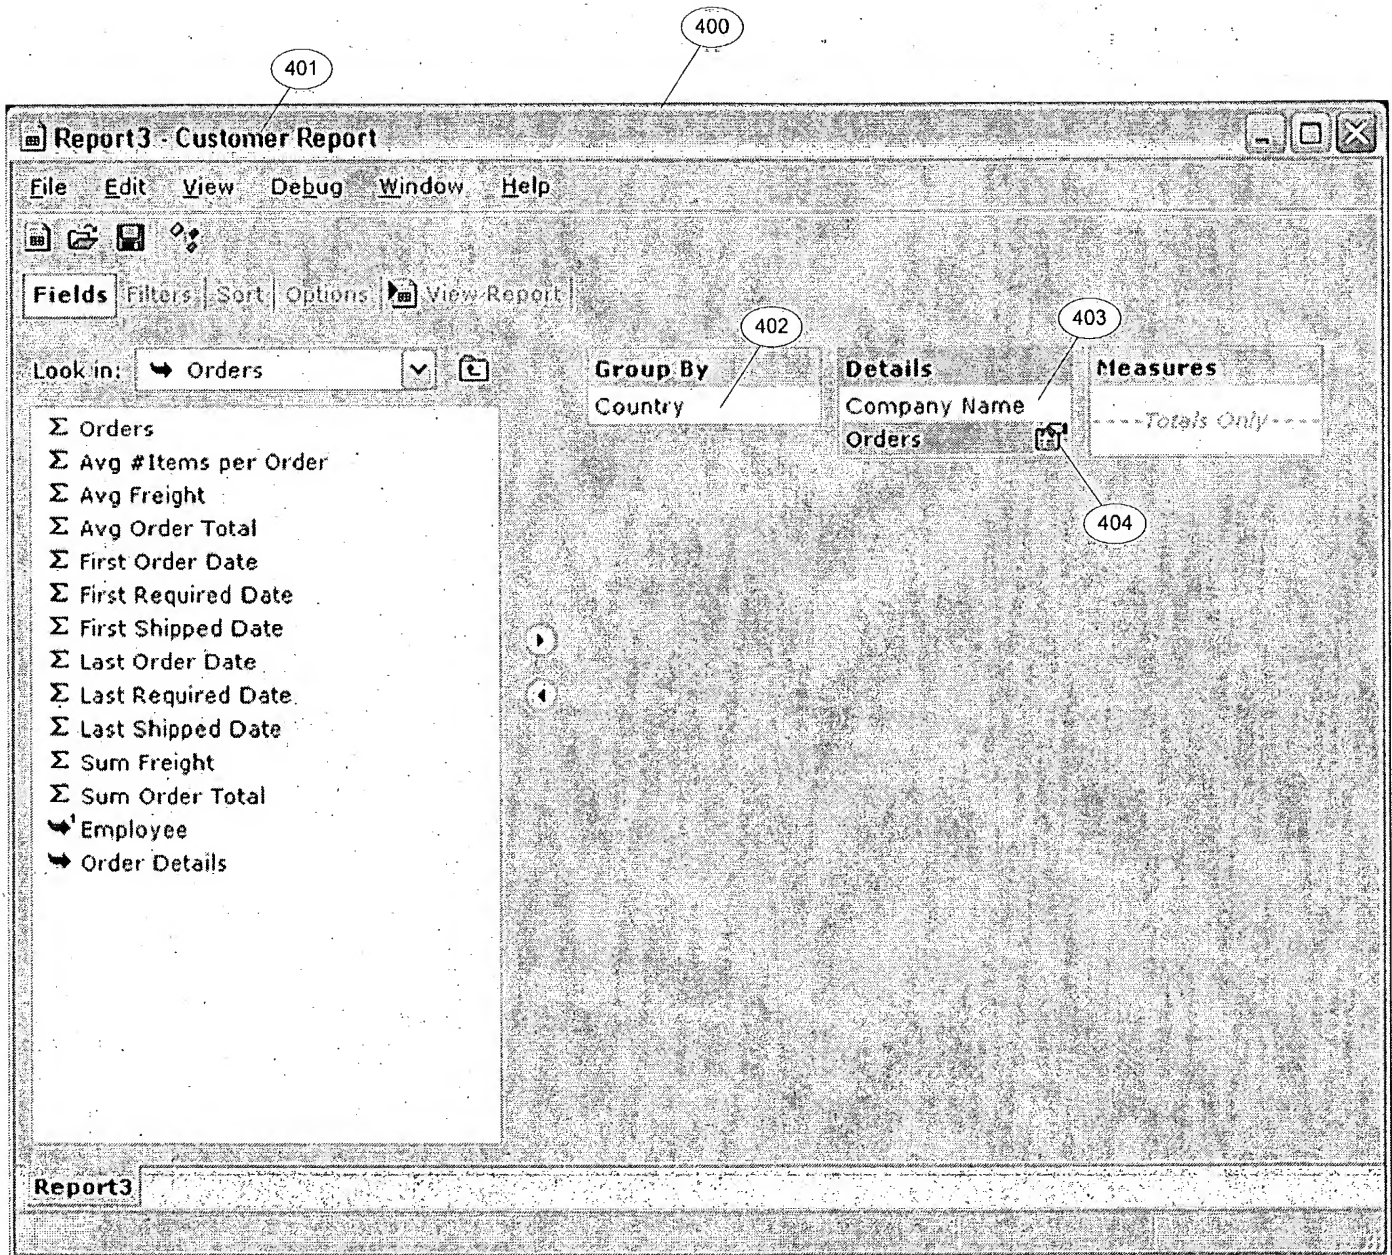 400
401
Report3 - Customer Report
File Edit View Debug Window Help
Fields Filters Sort Options View Report
402
403
Look in: Orders
Group By
Country
Details
Company Name
Orders
Measures
----Totals Only----
404
Σ Orders
Σ Avg #Items per Order
Σ Avg Freight
Σ Avg Order Total
Σ First Order Date
Σ First Required Date
Σ First Shipped Date
Σ Last Order Date
Σ Last Required Date
Σ Last Shipped Date
Σ Sum Freight
Σ Sum Order Total
1 Employee
Order Details
Report3